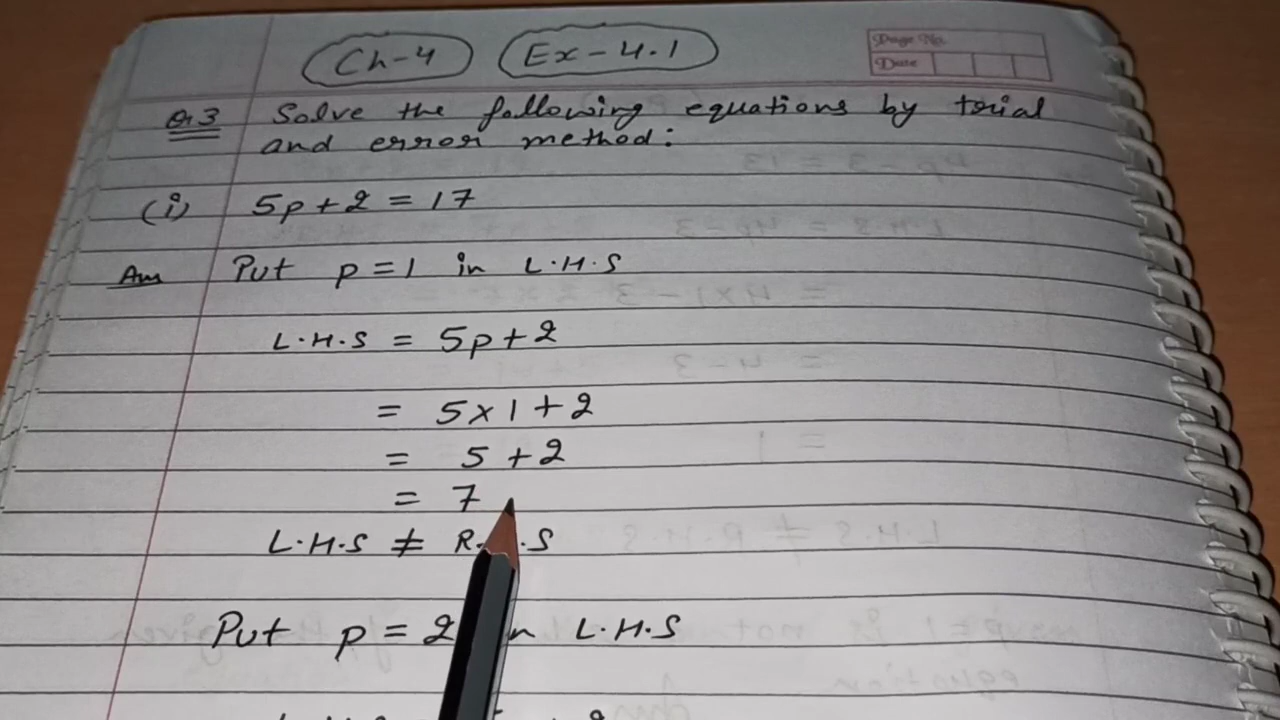 Ch-4 Ex-4.1
Page No.
Date
Q.3 Solve the following equations by trial
and error method:
(i) 5p+2=17
Ans Put p=1 in L.H.S
L.H.S = 5p+2
= 5×1+2
= 5+2
= 7
L.H.S ≠ R. .S
Put p=2 in L.H.S